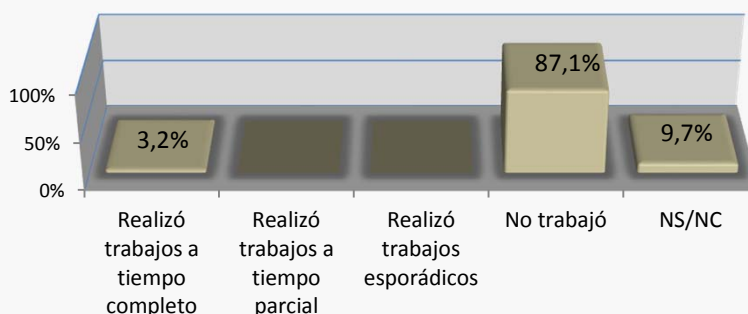 100%
50%
0%
3,2%
87,1%
9,7%
Realizó
trabajos a
tiempo
completo
Realizó
trabajos a
tiempo
parcial
Realizó
trabajos
esporádicos
No trabajó
NS/NC